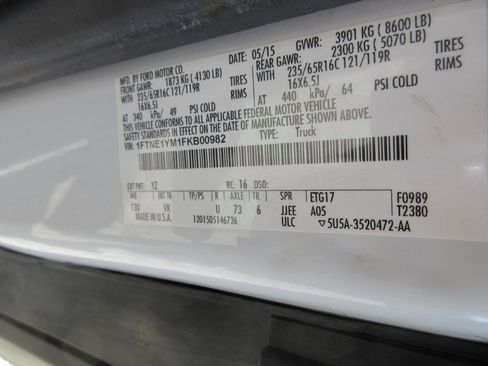 MFD. BY FORD MOTOR CO.
DATE: 05/15 GVWR: 3901 KG ( 8600 LB)
FRONT GAWR: 1873 KG ( 4130 LB) REAR GAWR: 2300 KG ( 5070 LB)
WITH 235/65R16C 121/119R TIRES WITH 235/65R16C 121/119R TIRES
16X6.5J RIMS 16X6.5J RIMS
AT 340 kPa/ 49 PSI COLD AT 440 kPa/ 64 PSI COLD
THIS VEHICLE CONFORMS TO ALL APPLICABLE FEDERAL MOTOR VEHICLE
SAFETY STANDARDS IN EFFECT ON THE DATE OF MANUFACTURE SHOWN ABOVE.
VIN: 1FTNE1YM1FKB00982
TYPE: Truck
EXT PNT: YZ RC: 16 DSO:
WB TP/PS R AXLE TR SPR ETG17 F0989
130 VK U 73 6 JJEE A05 T2380
MADE IN U.S.A. 1201505146736 ULC ▽5U5A-3520472-AA